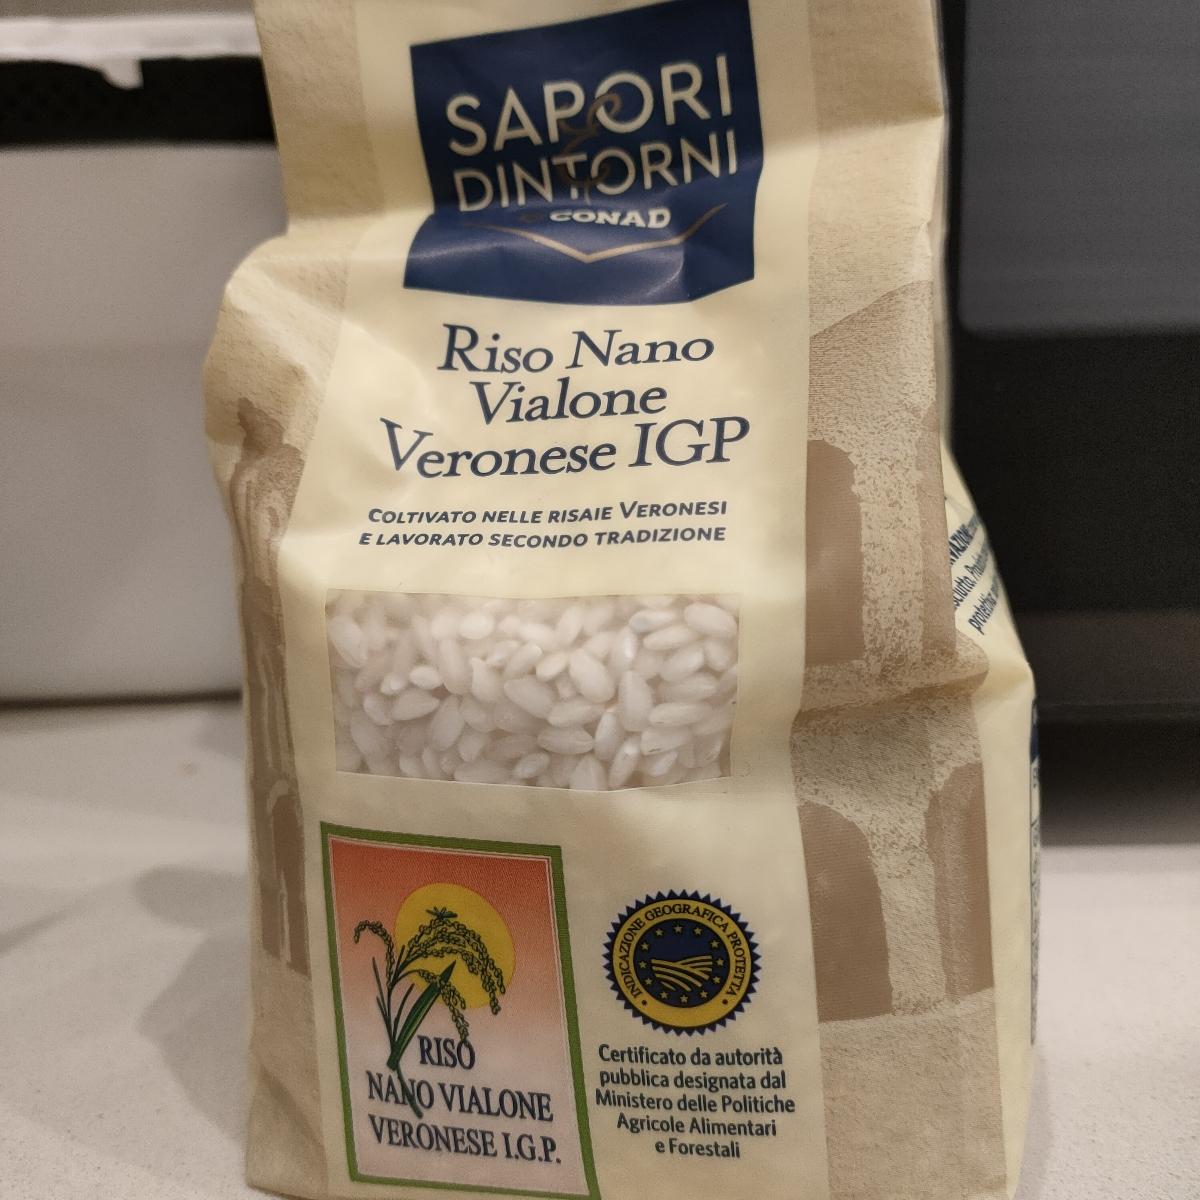 SAPORI
&
DINTORNI
CONAD
Riso Nano
Vialone
Veronese IGP
COLTIVATO NELLE RISAIE VERONESI
E LAVORATO SECONDO TRADIZIONE
RISO
NANO VIALONE
VERONESE I.G.P.
INDICAZIONE GEOGRAFICA PROTETTA
Certificato da autorità
pubblica designata dal
Ministero delle Politiche
Agricole Alimentari
e Forestali